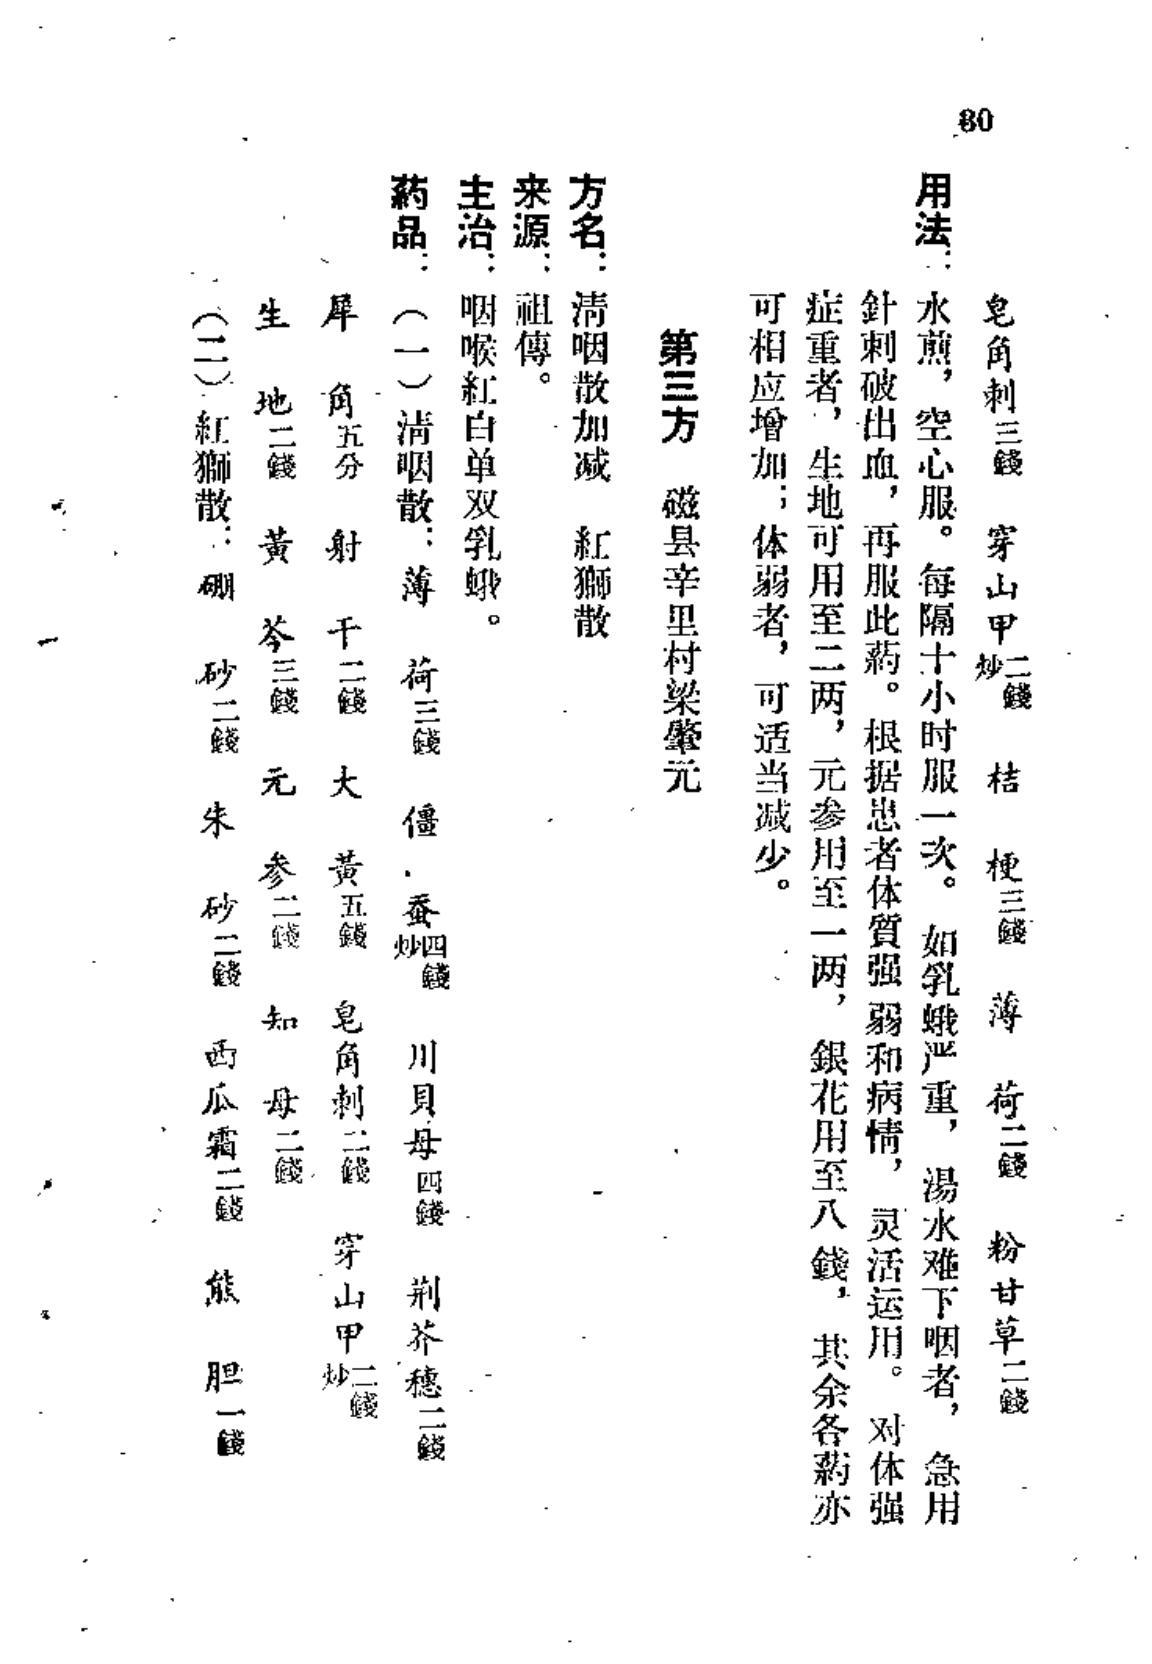 80
皂角刺三錢　穿山甲炒二錢　桔梗三錢　薄荷二錢　粉甘草二錢
用法：水煎，空心服。每隔十小时服一次。如乳蛾严重，湯水难下咽者，急用
針刺破出血，再服此葯。根据患者体質强弱和病情，灵活运用。对体强
症重者，生地可用至二两，元参用至一两，銀花用至八錢，其余各葯亦
可相应增加；体弱者，可适当减少。
第三方　磁县辛里村梁肇元
方名：淸咽散加减　紅獅散
来源：祖傳。
主治：咽喉紅白单双乳蛾。
葯品：（一）淸咽散：薄荷三錢　僵蚕炒四錢　川貝母四錢　荆芥穗二錢
犀角五分　射干二錢　大黃五錢　皂角刺二錢　穿山甲炒二錢
生地二錢　黃芩三錢　元参二錢　知母二錢
（二）紅獅散：硼砂二錢　朱砂二錢　西瓜霜二錢　熊胆一錢